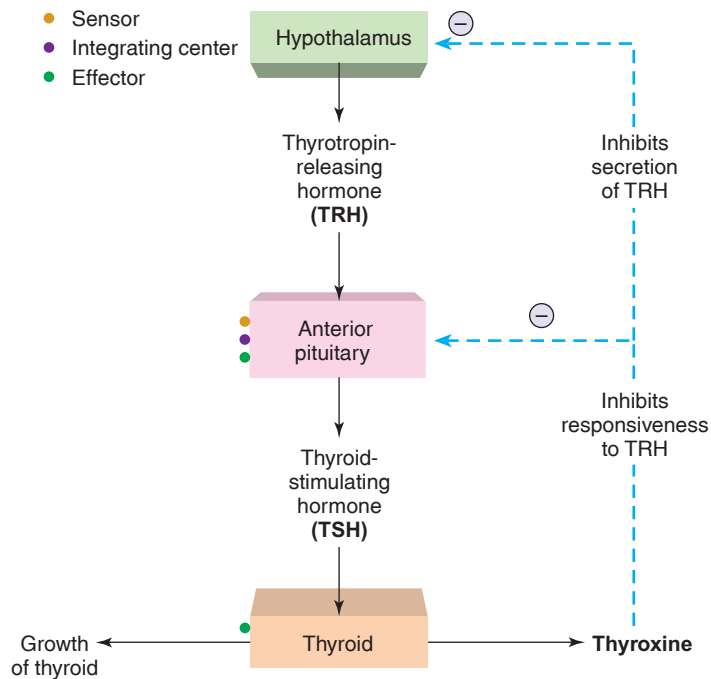 Sensor
Integrating center
Effector
Hypothalamus
−
Thyrotropin-
releasing
hormone
(TRH)
Inhibits
secretion
of TRH
Anterior
pituitary
−
Inhibits
responsiveness
to TRH
Thyroid-
stimulating
hormone
(TSH)
Growth
of thyroid
Thyroid
Thyroxine